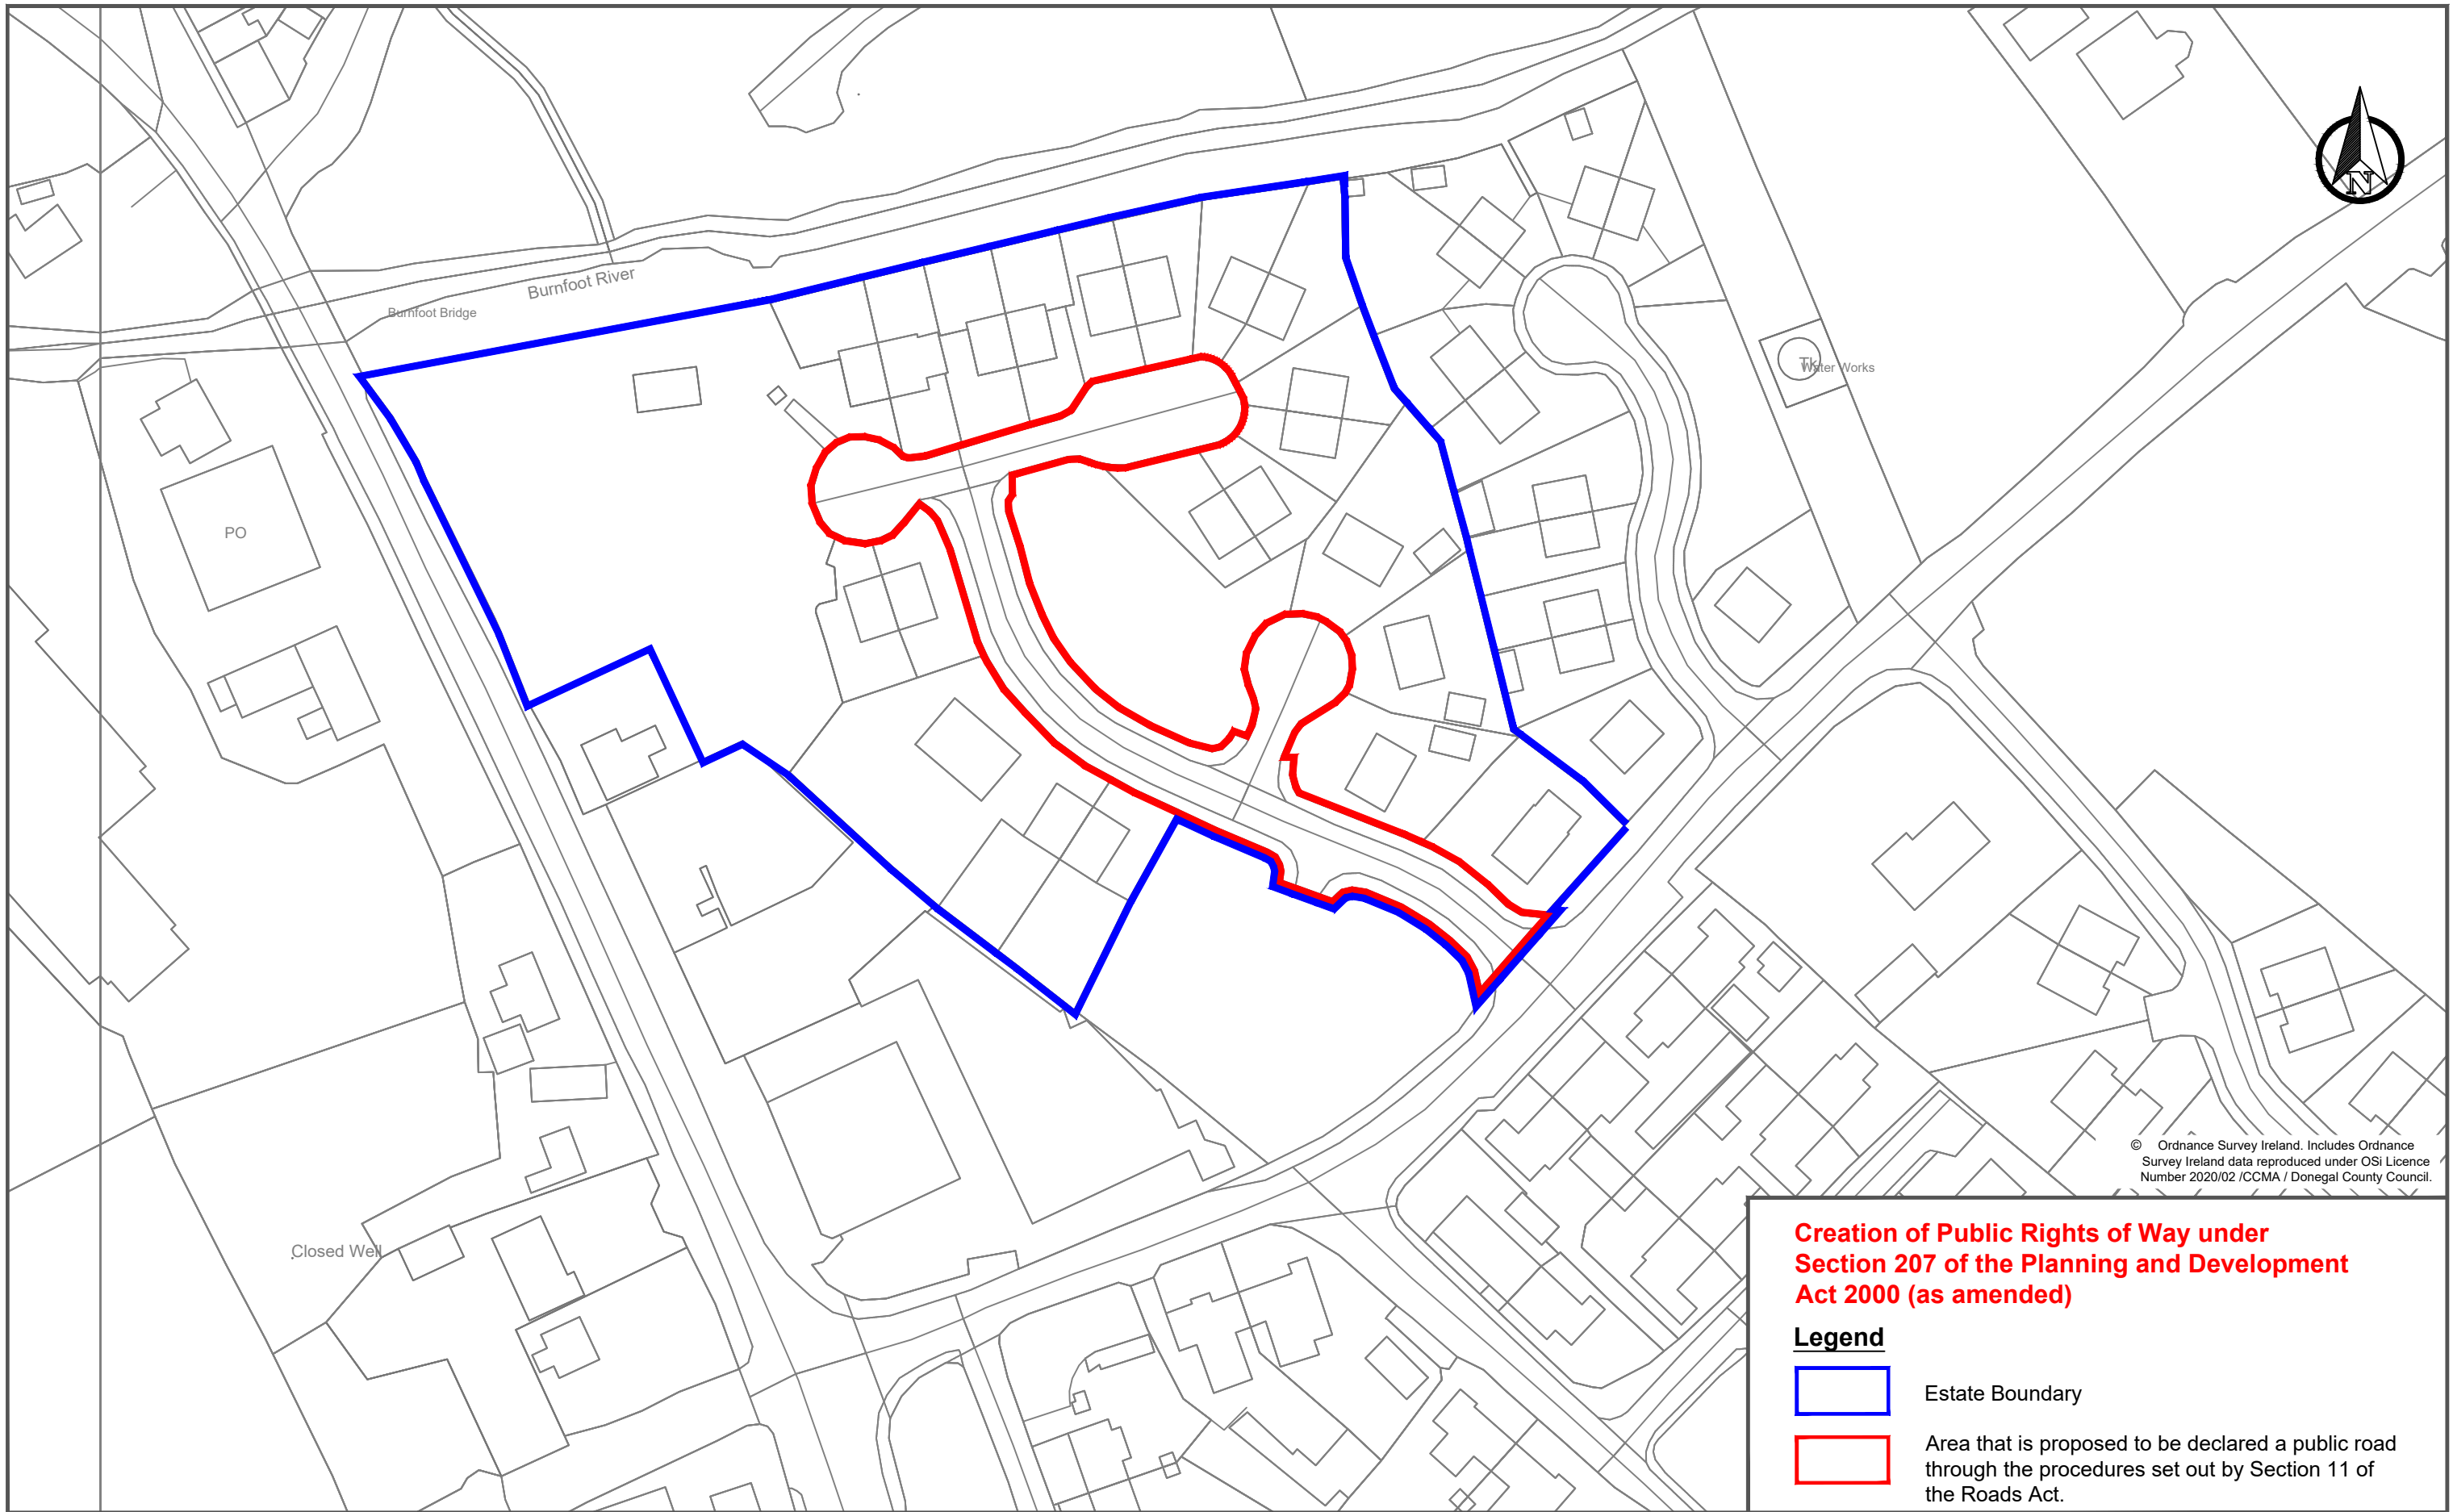 N
Burnfoot River
Burnfoot Bridge
Tk
Water Works
PO
Closed Well
© Ordnance Survey Ireland. Includes Ordnance
Survey Ireland data reproduced under OSi Licence
Number 2020/02 /CCMA / Donegal County Council.
Creation of Public Rights of Way under
Section 207 of the Planning and Development
Act 2000 (as amended)
Legend
Estate Boundary
Area that is proposed to be declared a public road
through the procedures set out by Section 11 of
the Roads Act.